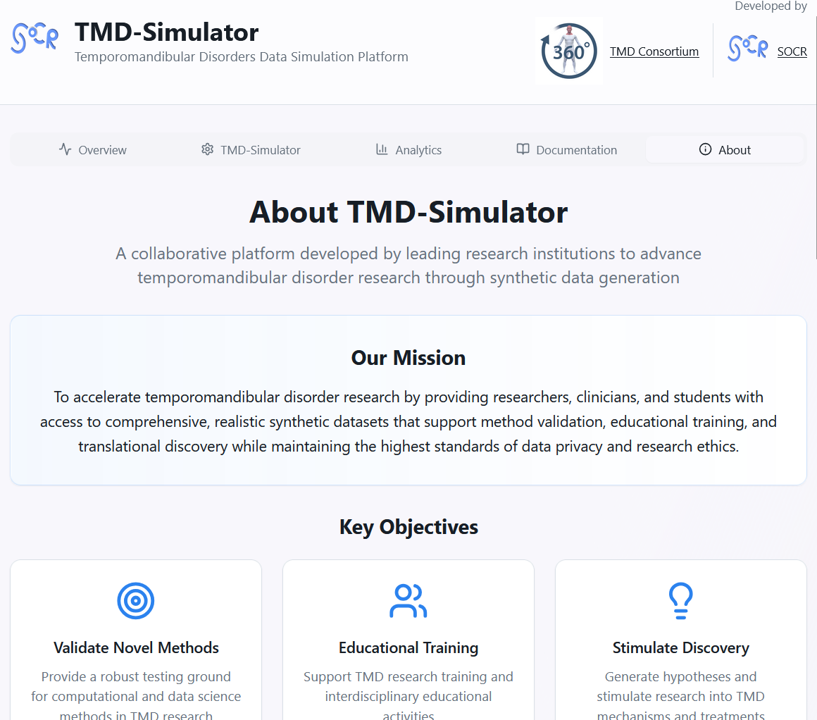 Developed by
SOCR
TMD-Simulator
Temporomandibular Disorders Data Simulation Platform
360°
TMD Consortium
SOCR
SOCR
Overview
TMD-Simulator
Analytics
Documentation
About
About TMD-Simulator
A collaborative platform developed by leading research institutions to advance
temporomandibular disorder research through synthetic data generation
Our Mission
To accelerate temporomandibular disorder research by providing researchers, clinicians, and students with
access to comprehensive, realistic synthetic datasets that support method validation, educational training, and
translational discovery while maintaining the highest standards of data privacy and research ethics.
Key Objectives
Validate Novel Methods
Provide a robust testing ground
for computational and data science
methods in TMD research
Educational Training
Support TMD research training and
interdisciplinary educational
activities
Stimulate Discovery
Generate hypotheses and
stimulate research into TMD
mechanisms and treatments